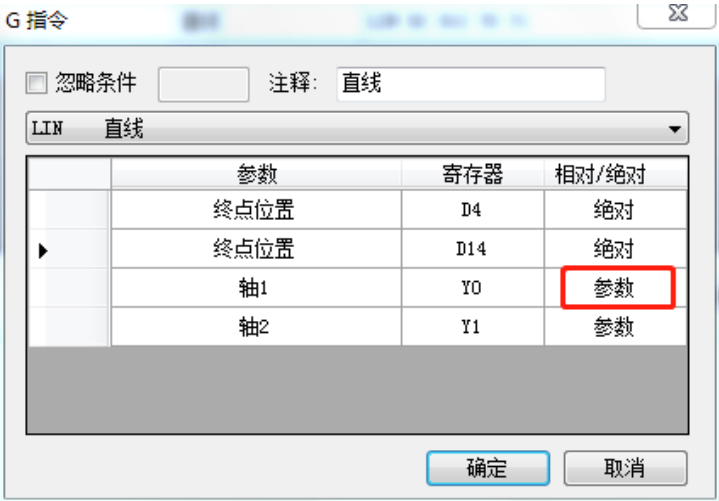 G 指令
忽略条件 注释: 直线
LIN 直线
参数 寄存器 相对/绝对
终点位置 D4 绝对
终点位置 D14 绝对
轴1 Y0 参数
轴2 Y1 参数
确定 取消